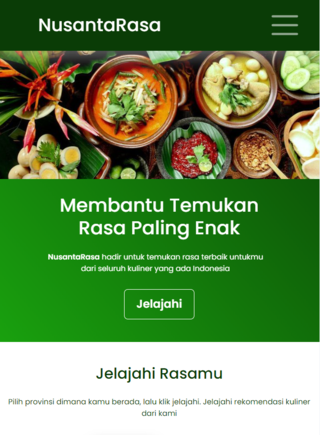 NusantaRasa
Membantu Temukan
Rasa Paling Enak
NusantaRasa hadir untuk temukan rasa terbaik untukmu
dari seluruh kuliner yang ada Indonesia
Jelajahi
Jelajahi Rasamu
Pilih provinsi dimana kamu berada, lalu klik jelajahi. Jelajahi rekomendasi kuliner
dari kami